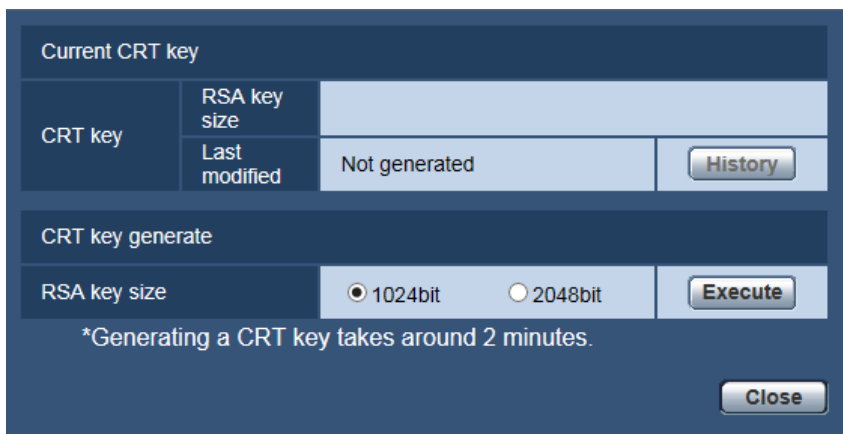 Current CRT key
CRT key
RSA key
size
Last
modified
Not generated
History
CRT key generate
RSA key size
1024bit
2048bit
Execute
*Generating a CRT key takes around 2 minutes.
Close